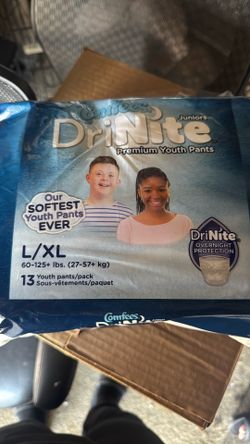 Comfees
Juniors
DriNite
Premium Youth Pants
Our
SOFTEST
Youth Pants
EVER
L/XL
60-125+ lbs. (27-57+ kg)
13 Youth pants/pack
Sous-vêtements/paquet
DriNite
OVERNIGHT
PROTECTION
Comfees
DriNite